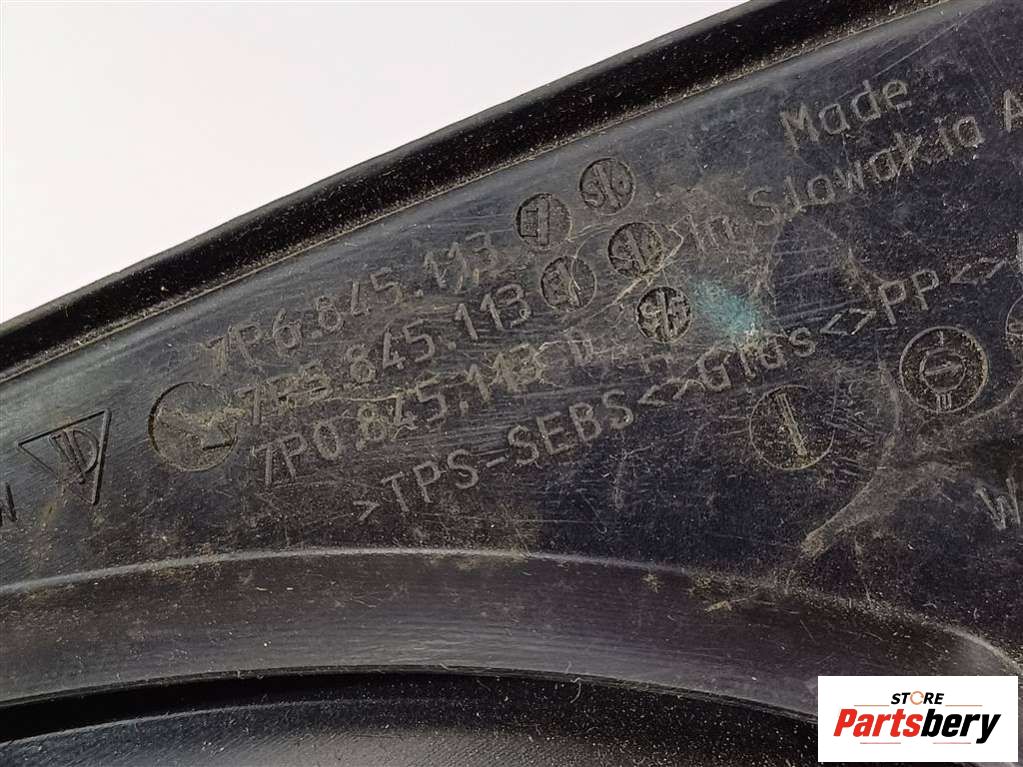 Made
in Slowakia A
7P6.845.113
7P5.845.113
7P0.845.113
>TPS-SEBS<>Glas<>PP<>
W
STORE
Partsbery